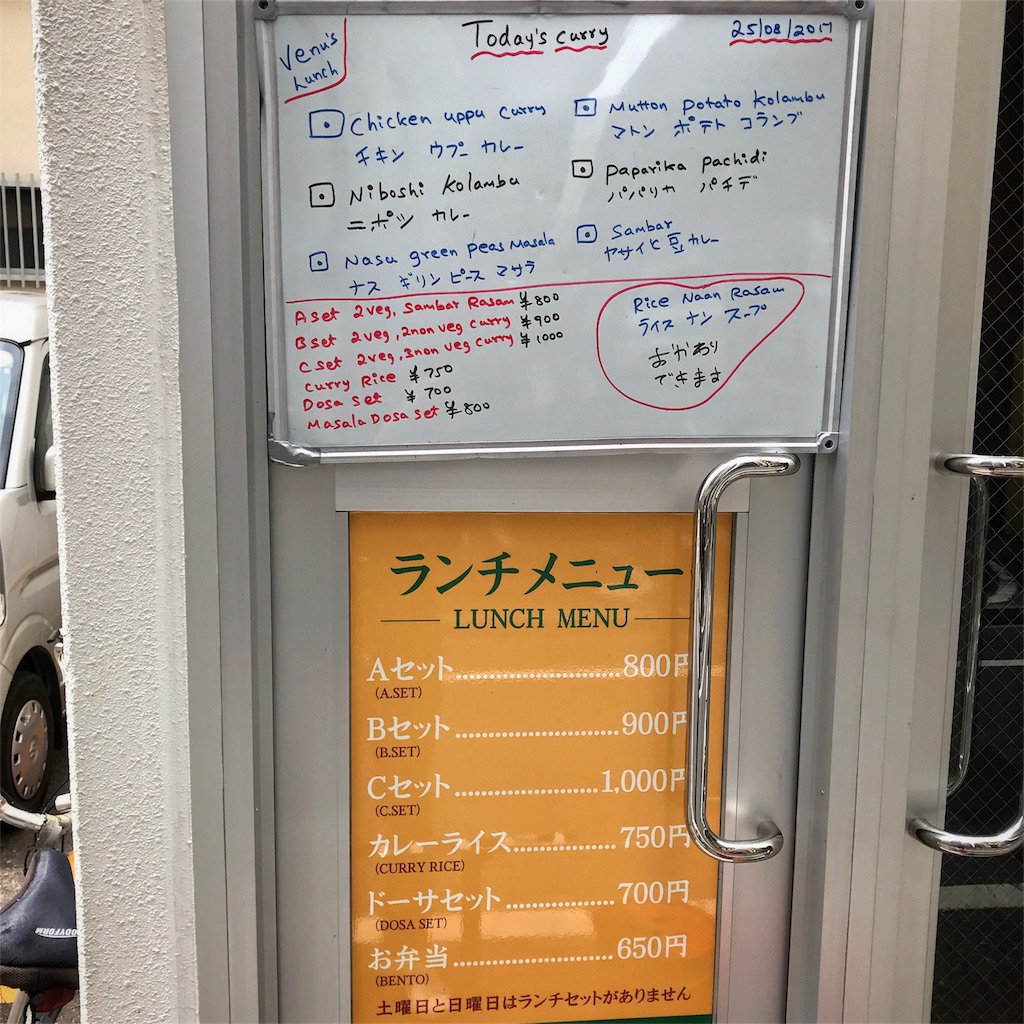 Venu's
Lunch
Today's curry
25/08/2017
Chicken uppu curry
チキン ウプー カレー
Niboshi Kolambu
ニボツ カレー
Nasu green peas Masala
ナス ギリン ピース マサラ
Mutton potato Kolambu
マトン ポテト コランブ
Paparika pachidi
パパリカ パチデ
Sambar
ヤサイと豆カレー
A set 2veg, Sambar Rasam ¥800
B set 2veg, 2non veg curry ¥900
C set 2veg, 3non veg curry ¥1000
Curry Rice ¥750
Dosa set ¥700
Masala Dosa set ¥800
Rice Naan Rasam
ライス ナン スープ
おかあり
できます
ランチメニュー
LUNCH MENU
Aセット 800円
(A.SET)
Bセット 900円
(B.SET)
Cセット 1,000円
(C.SET)
カレーライス 750円
(CURRY RICE)
ドーサセット 700円
(DOSA SET)
お弁当 650円
(BENTO)
土曜日と日曜日はランチセットがありません
BODYFORM